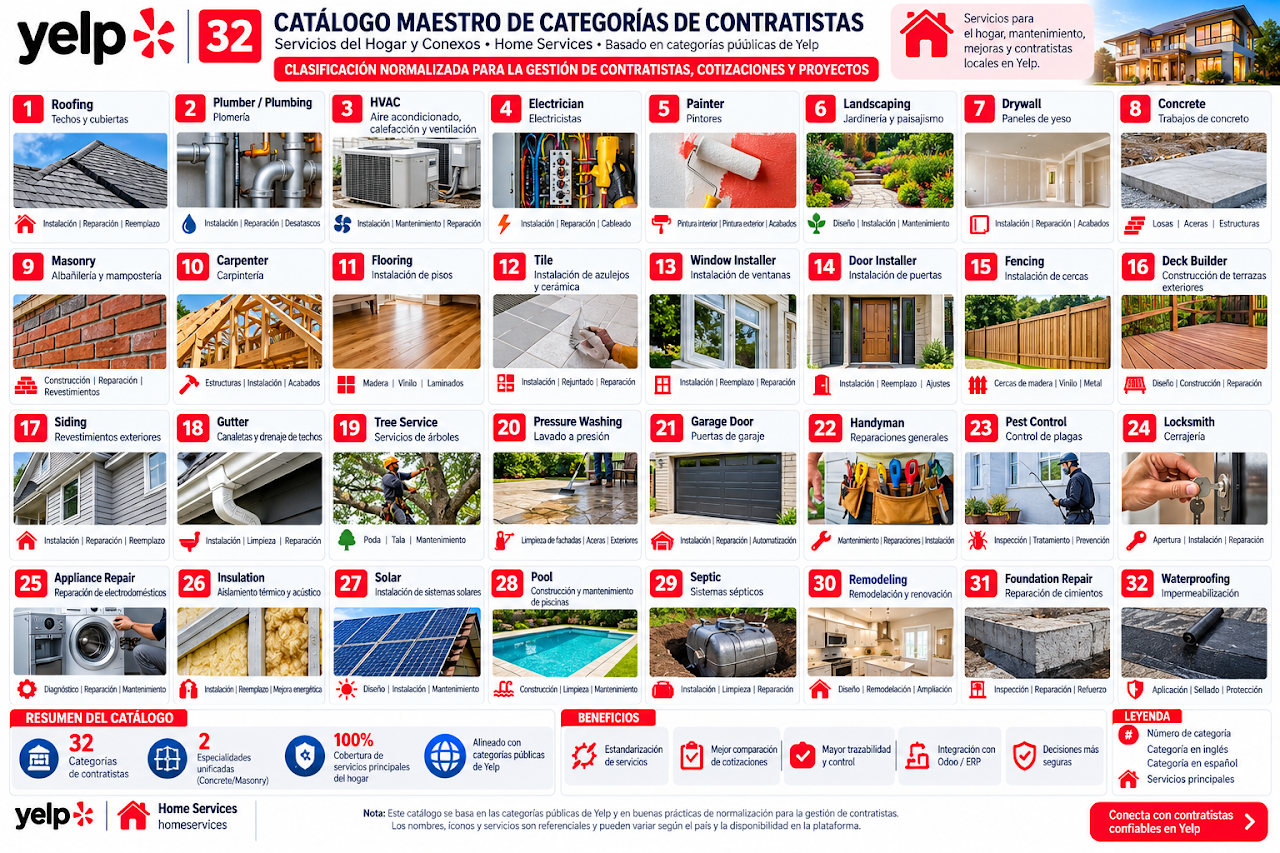 yelp
32
CATÁLOGO MAESTRO DE CATEGORÍAS DE CONTRATISTAS
Servicios del Hogar y Conexos • Home Services • Basado en categorías públicas de Yelp
CLASIFICACIÓN NORMALIZADA PARA LA GESTIÓN DE CONTRATISTAS, COTIZACIONES Y PROYECTOS
Servicios para
el hogar, mantenimiento,
mejoras y contratistas
locales en Yelp.
1
Roofing
Techos y cubiertas
Instalación | Reparación | Reemplazo
2
Plumber / Plumbing
Plomería
Instalación | Reparación | Desatascos
3
HVAC
Aire acondicionado,
calefacción y ventilación
Instalación | Mantenimiento | Reparación
4
Electrician
Electricistas
Instalación | Reparación | Cableado
5
Painter
Pintores
Pintura interior | Pintura exterior | Acabados
6
Landscaping
Jardinería y paisajismo
Diseño | Instalación | Mantenimiento
7
Drywall
Paneles de yeso
Instalación | Reparación | Acabados
8
Concrete
Trabajos de concreto
Losas | Aceras | Estructuras
9
Masonry
Albañilería y mampostería
Construcción | Reparación |
Revestimientos
10
Carpenter
Carpintería
Estructuras | Instalación | Acabados
11
Flooring
Instalación de pisos
Madera | Vinilo | Laminados
12
Tile
Instalación de azulejos
y cerámica
Instalación | Rejuntado | Reparación
13
Window Installer
Instalación de ventanas
Instalación | Reemplazo | Reparación
14
Door Installer
Instalación de puertas
Instalación | Reemplazo | Ajustes
15
Fencing
Instalación de cercas
Cercas de madera | Vinilo | Metal
16
Deck Builder
Construcción de terrazas
exteriores
Diseño | Construcción | Reparación
17
Siding
Revestimientos exteriores
Instalación | Reparación | Reemplazo
18
Gutter
Canaletas y drenaje de techos
Instalación | Limpieza | Reparación
19
Tree Service
Servicios de árboles
Poda | Tala | Mantenimiento
20
Pressure Washing
Lavado a presión
Limpieza de fachadas | Aceras | Exteriores
21
Garage Door
Puertas de garaje
Instalación | Reparación | Automatización
22
Handyman
Reparaciones generales
Mantenimiento | Reparaciones | Instalación
23
Pest Control
Control de plagas
Inspección | Tratamiento | Prevención
24
Locksmith
Cerrajería
Apertura | Instalación | Reparación
25
Appliance Repair
Reparación de electrodomésticos
Diagnóstico | Reparación | Mantenimiento
26
Insulation
Aislamiento térmico y acústico
Instalación | Reemplazo | Mejora energética
27
Solar
Instalación de sistemas solares
Diseño | Instalación | Mantenimiento
28
Pool
Construcción y mantenimiento
de piscinas
Construcción | Limpieza | Mantenimiento
29
Septic
Sistemas sépticos
Instalación | Limpieza | Reparación
30
Remodeling
Remodelación y renovación
Diseño | Remodelación | Ampliación
31
Foundation Repair
Reparación de cimientos
Inspección | Reparación | Refuerzo
32
Waterproofing
Impermeabilización
Aplicación | Sellado | Protección
RESUMEN DEL CATÁLOGO
32
Categorías
de contratistas
2
Especialidades
unificadas
(Concrete/Masonry)
100%
Cobertura de
servicios principales
del hogar
Alineado con
categorías públicas
de Yelp
BENEFICIOS
Estandarización
de servicios
Mejor comparación
de cotizaciones
Mayor trazabilidad
y control
Integración con
Odoo / ERP
Decisiones más
seguras
LEYENDA
# Número de categoría
Categoría en inglés
Categoría en español
Servicios principales
yelp
Home Services
homeservices
Nota: Este catálogo se basa en las categorías públicas de Yelp y en buenas prácticas de normalización para la gestión de contratistas.
Los nombres, íconos y servicios son referenciales y pueden variar según el país y la disponibilidad en la plataforma.
Conecta con contratistas
confiables en Yelp